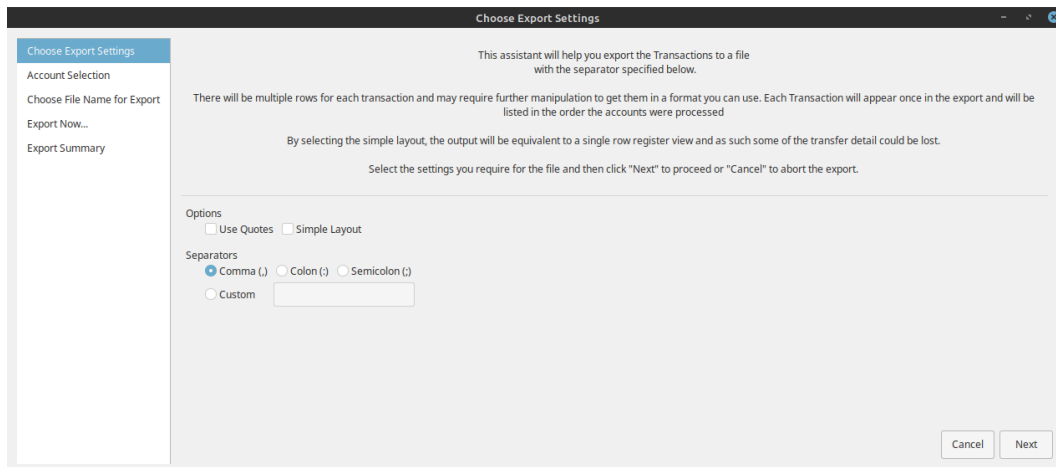 Choose Export Settings
Choose Export Settings
Account Selection
Choose File Name for Export
Export Now...
Export Summary
This assistant will help you export the Transactions to a file
with the separator specified below.
There will be multiple rows for each transaction and may require further manipulation to get them in a format you can use. Each Transaction will appear once in the export and will be
listed in the order the accounts were processed
By selecting the simple layout, the output will be equivalent to a single row register view and as such some of the transfer detail could be lost.
Select the settings you require for the file and then click "Next" to proceed or "Cancel" to abort the export.
Options
Use Quotes Simple Layout
Separators
Comma (,) Colon (:) Semicolon (;)
Custom
Cancel Next